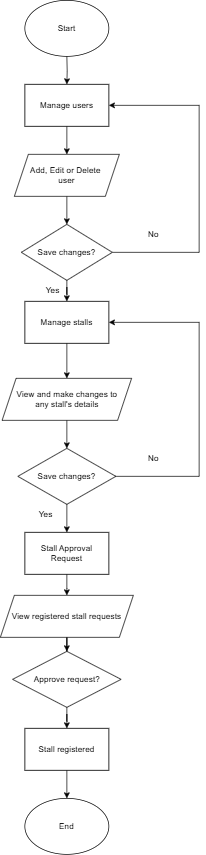 Start
Manage users
Add, Edit or Delete
user
Save changes?
No
Yes
Manage stalls
View and make changes to
any stall's details
Save changes?
No
Yes
Stall Approval
Request
View registered stall requests
Approve request?
Stall registered
End